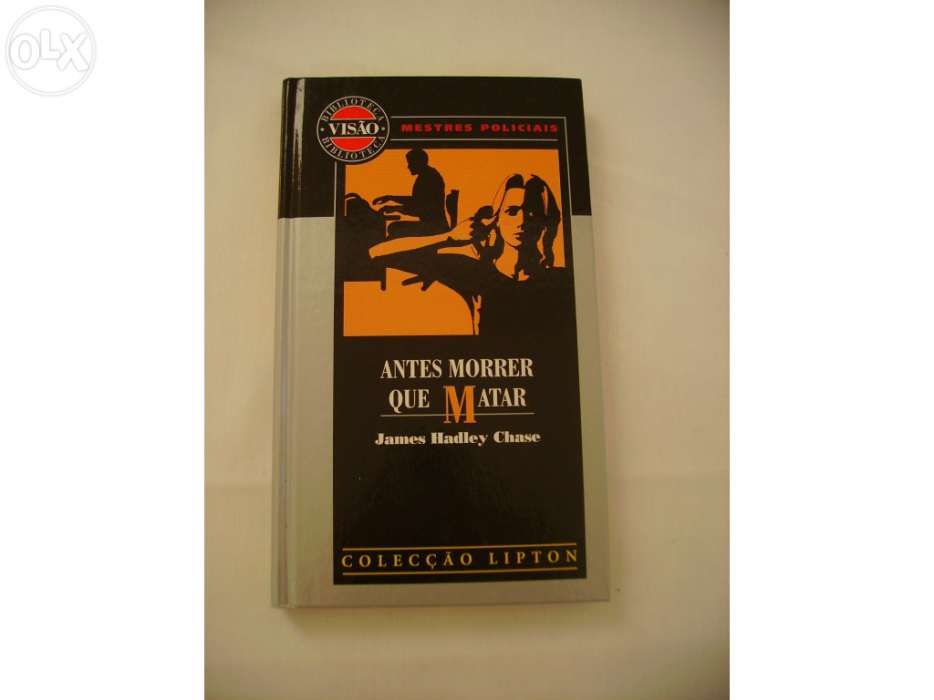 OLX
BIBLIOTECA
VISÃO
BIBLIOTECA
MESTRES POLICIAIS
ANTES MORRER
QUE MATAR
James Hadley Chase
COLECÇÃO LIPTON